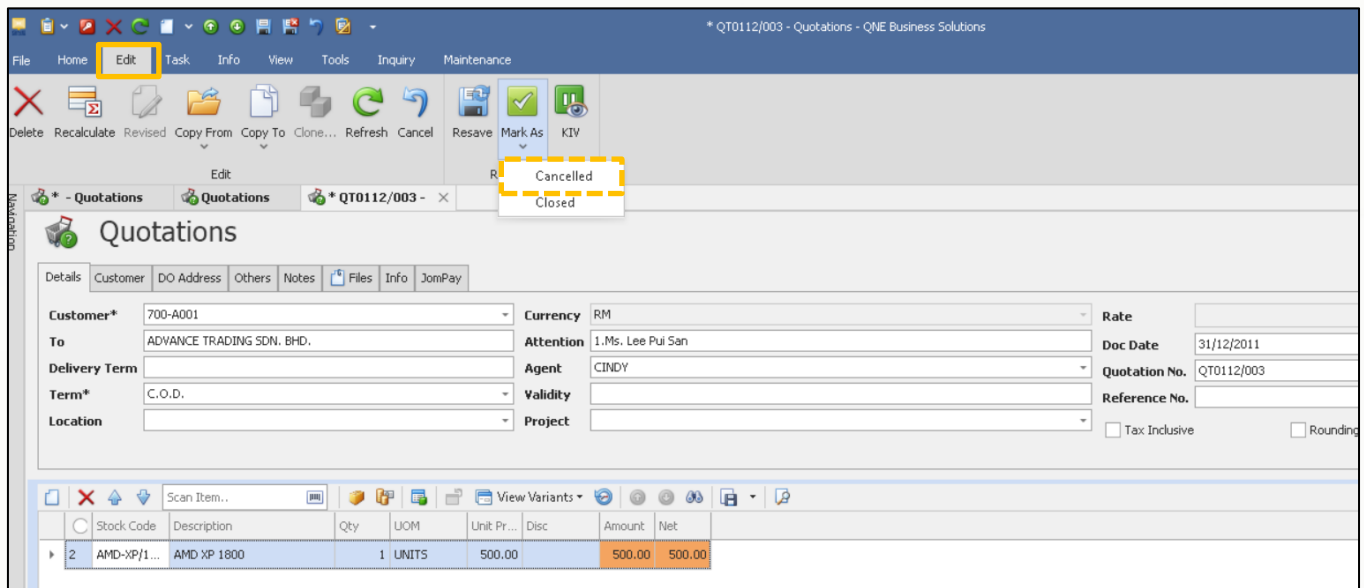 * QT0112/003 - Quotations - QNE Business Solutions
File Home Edit Task Info View Tools Inquiry Maintenance
Delete Recalculate Revised Copy From Copy To Clone... Refresh Cancel Resave Mark As KIV
Edit R
Cancelled
Closed
Navigation
* - Quotations Quotations * QT0112/003 -
Quotations
Details Customer DO Address Others Notes Files Info JomPay
Customer* 700-A001 Currency RM Rate
To ADVANCE TRADING SDN. BHD. Attention 1.Ms. Lee Pui San Doc Date 31/12/2011
Delivery Term Agent CINDY Quotation No. QT0112/003
Term* C.O.D. Validity Reference No.
Location Project Tax Inclusive Rounding
Scan Item.. View Variants
Stock Code Description Qty UOM Unit Pr... Disc Amount Net
2 AMD-XP/1... AMD XP 1800 1 UNITS 500.00 500.00 500.00